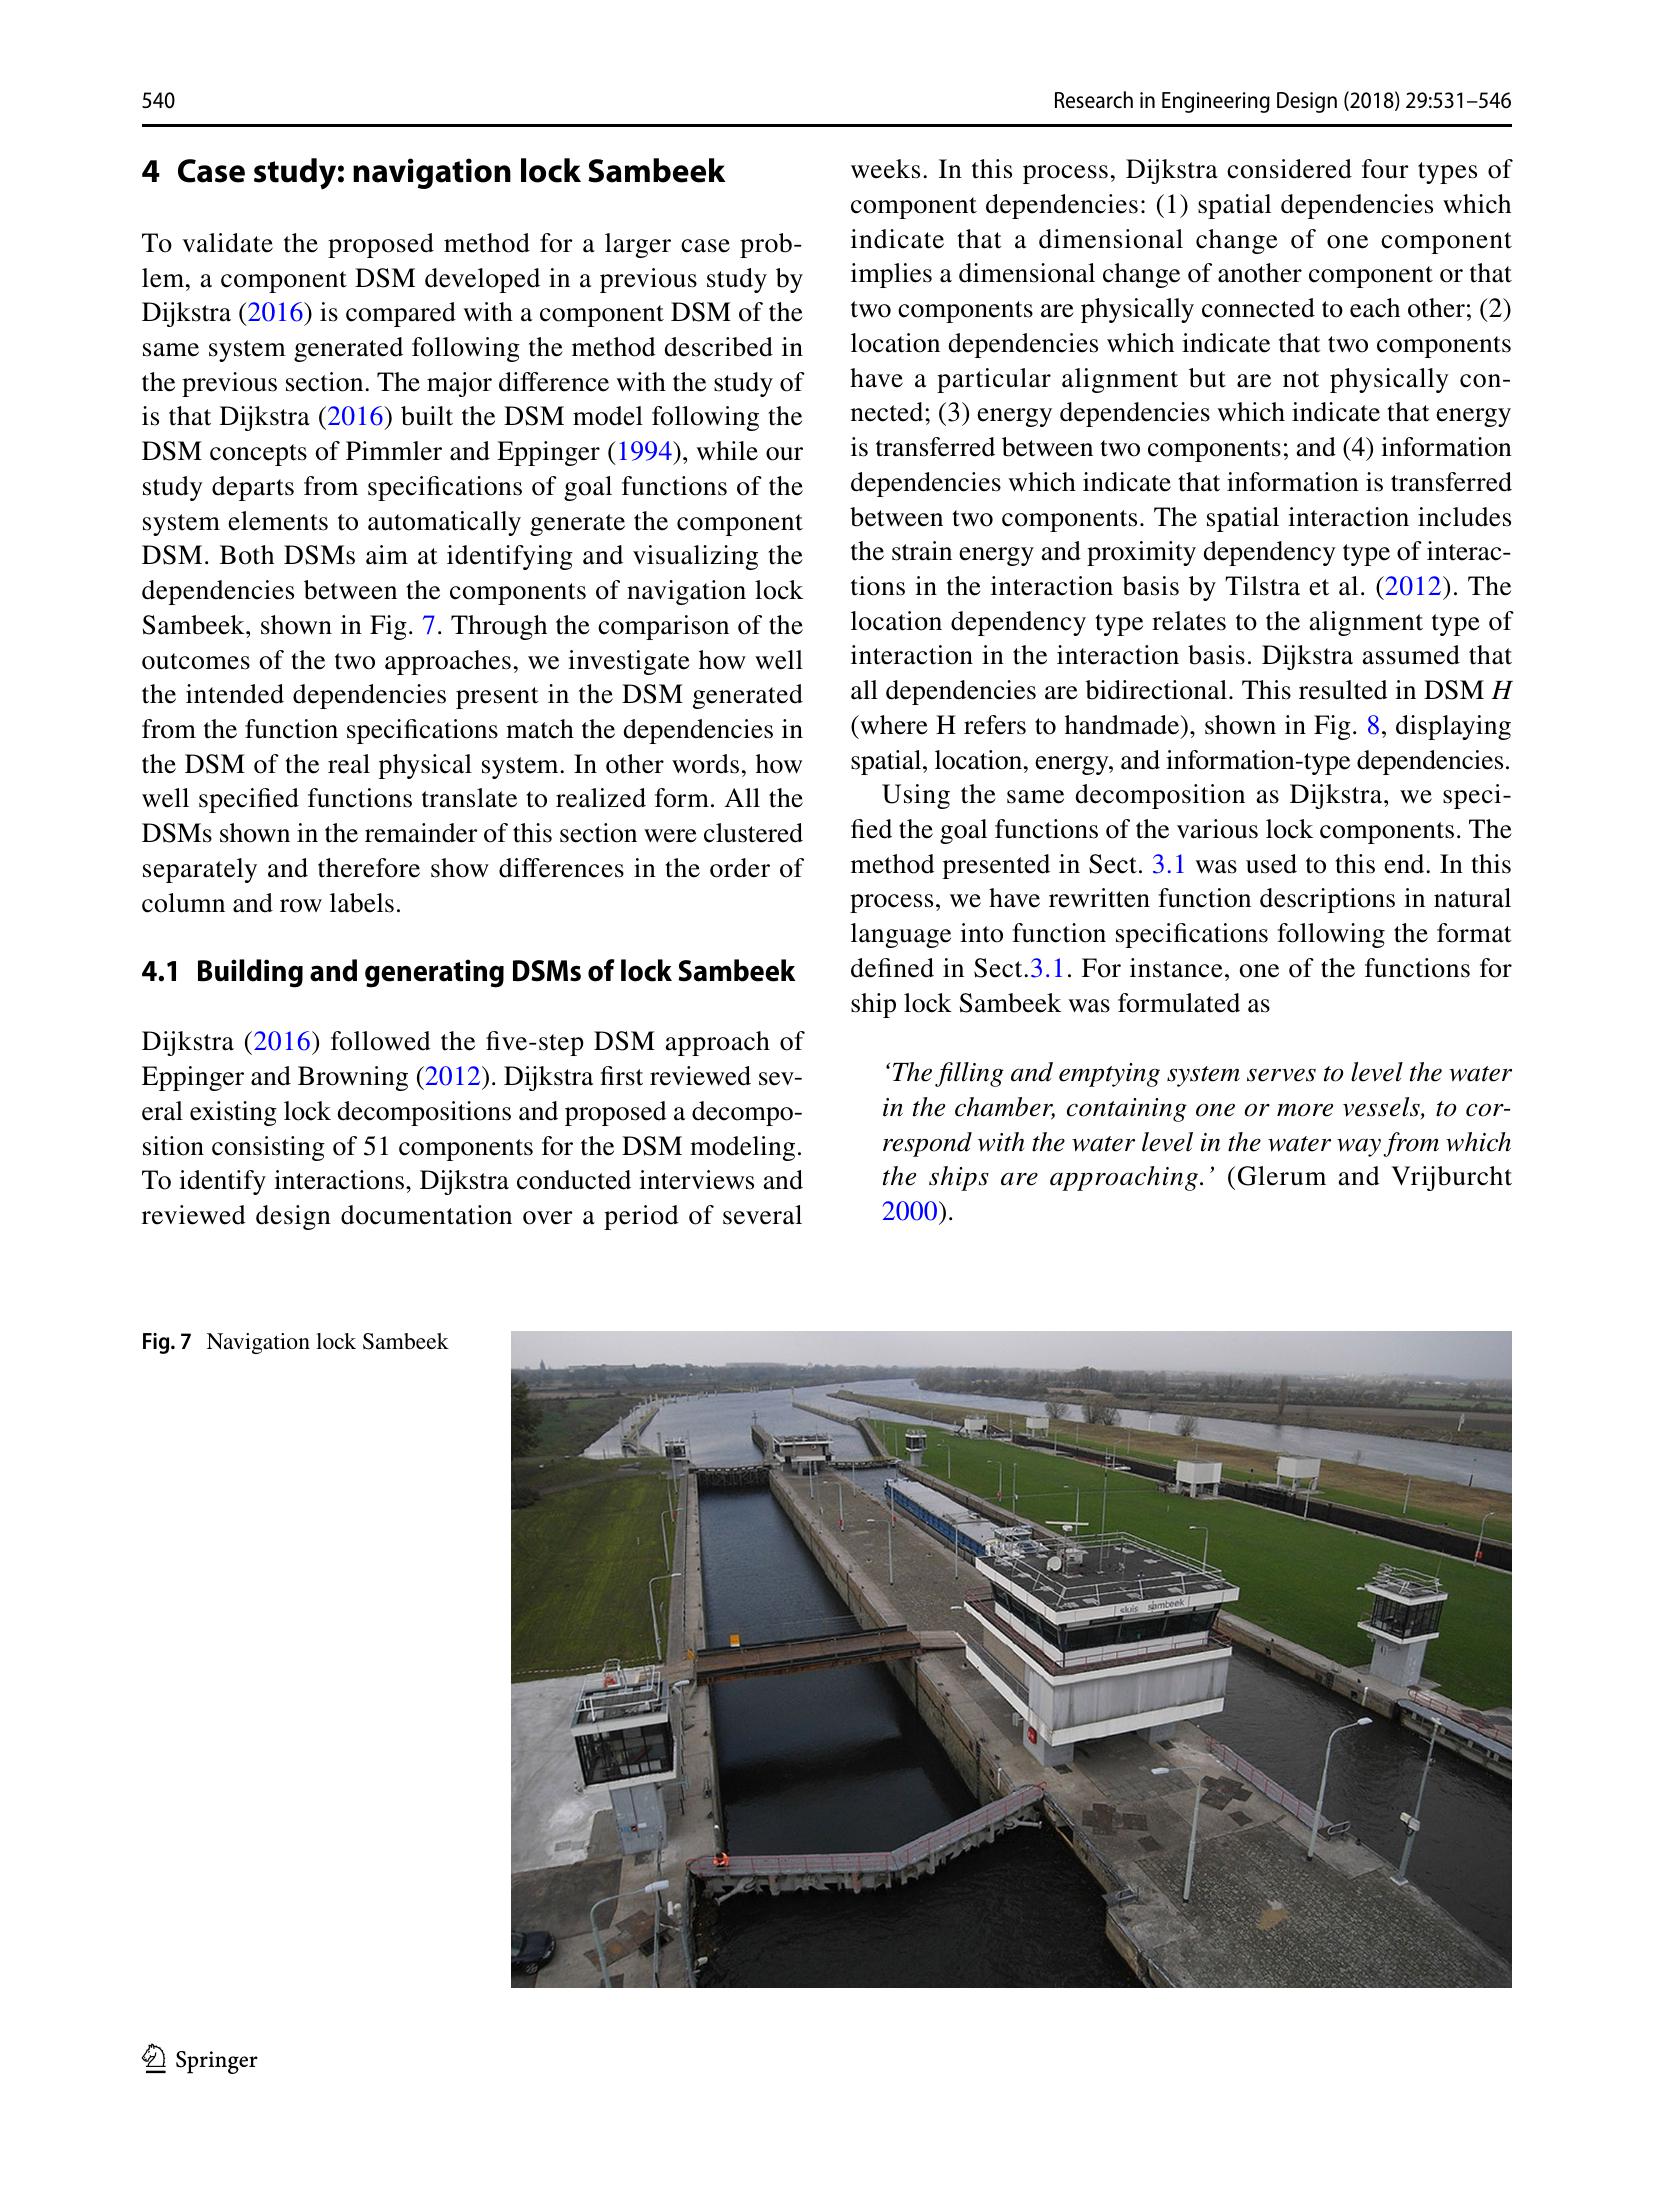 540
Research in Engineering Design (2018) 29:531–546
4 Case study: navigation lock Sambeek
To validate the proposed method for a larger case prob-
lem, a component DSM developed in a previous study by
Dijkstra (2016) is compared with a component DSM of the
same system generated following the method described in
the previous section. The major difference with the study of
is that Dijkstra (2016) built the DSM model following the
DSM concepts of Pimmler and Eppinger (1994), while our
study departs from specifications of goal functions of the
system elements to automatically generate the component
DSM. Both DSMs aim at identifying and visualizing the
dependencies between the components of navigation lock
Sambeek, shown in Fig. 7. Through the comparison of the
outcomes of the two approaches, we investigate how well
the intended dependencies present in the DSM generated
from the function specifications match the dependencies in
the DSM of the real physical system. In other words, how
well specified functions translate to realized form. All the
DSMs shown in the remainder of this section were clustered
separately and therefore show differences in the order of
column and row labels.
4.1 Building and generating DSMs of lock Sambeek
Dijkstra (2016) followed the five-step DSM approach of
Eppinger and Browning (2012). Dijkstra first reviewed sev-
eral existing lock decompositions and proposed a decompo-
sition consisting of 51 components for the DSM modeling.
To identify interactions, Dijkstra conducted interviews and
reviewed design documentation over a period of several
weeks. In this process, Dijkstra considered four types of
component dependencies: (1) spatial dependencies which
indicate that a dimensional change of one component
implies a dimensional change of another component or that
two components are physically connected to each other; (2)
location dependencies which indicate that two components
have a particular alignment but are not physically con-
nected; (3) energy dependencies which indicate that energy
is transferred between two components; and (4) information
dependencies which indicate that information is transferred
between two components. The spatial interaction includes
the strain energy and proximity dependency type of interac-
tions in the interaction basis by Tilstra et al. (2012). The
location dependency type relates to the alignment type of
interaction in the interaction basis. Dijkstra assumed that
all dependencies are bidirectional. This resulted in DSM H
(where H refers to handmade), shown in Fig. 8, displaying
spatial, location, energy, and information-type dependencies.
Using the same decomposition as Dijkstra, we speci-
fied the goal functions of the various lock components. The
method presented in Sect. 3.1 was used to this end. In this
process, we have rewritten function descriptions in natural
language into function specifications following the format
defined in Sect.3.1. For instance, one of the functions for
ship lock Sambeek was formulated as
‘The filling and emptying system serves to level the water
in the chamber, containing one or more vessels, to cor-
respond with the water level in the water way from which
the ships are approaching.’ (Glerum and Vrijburcht
2000).
Fig. 7 Navigation lock Sambeek
sluis sambeek
Springer